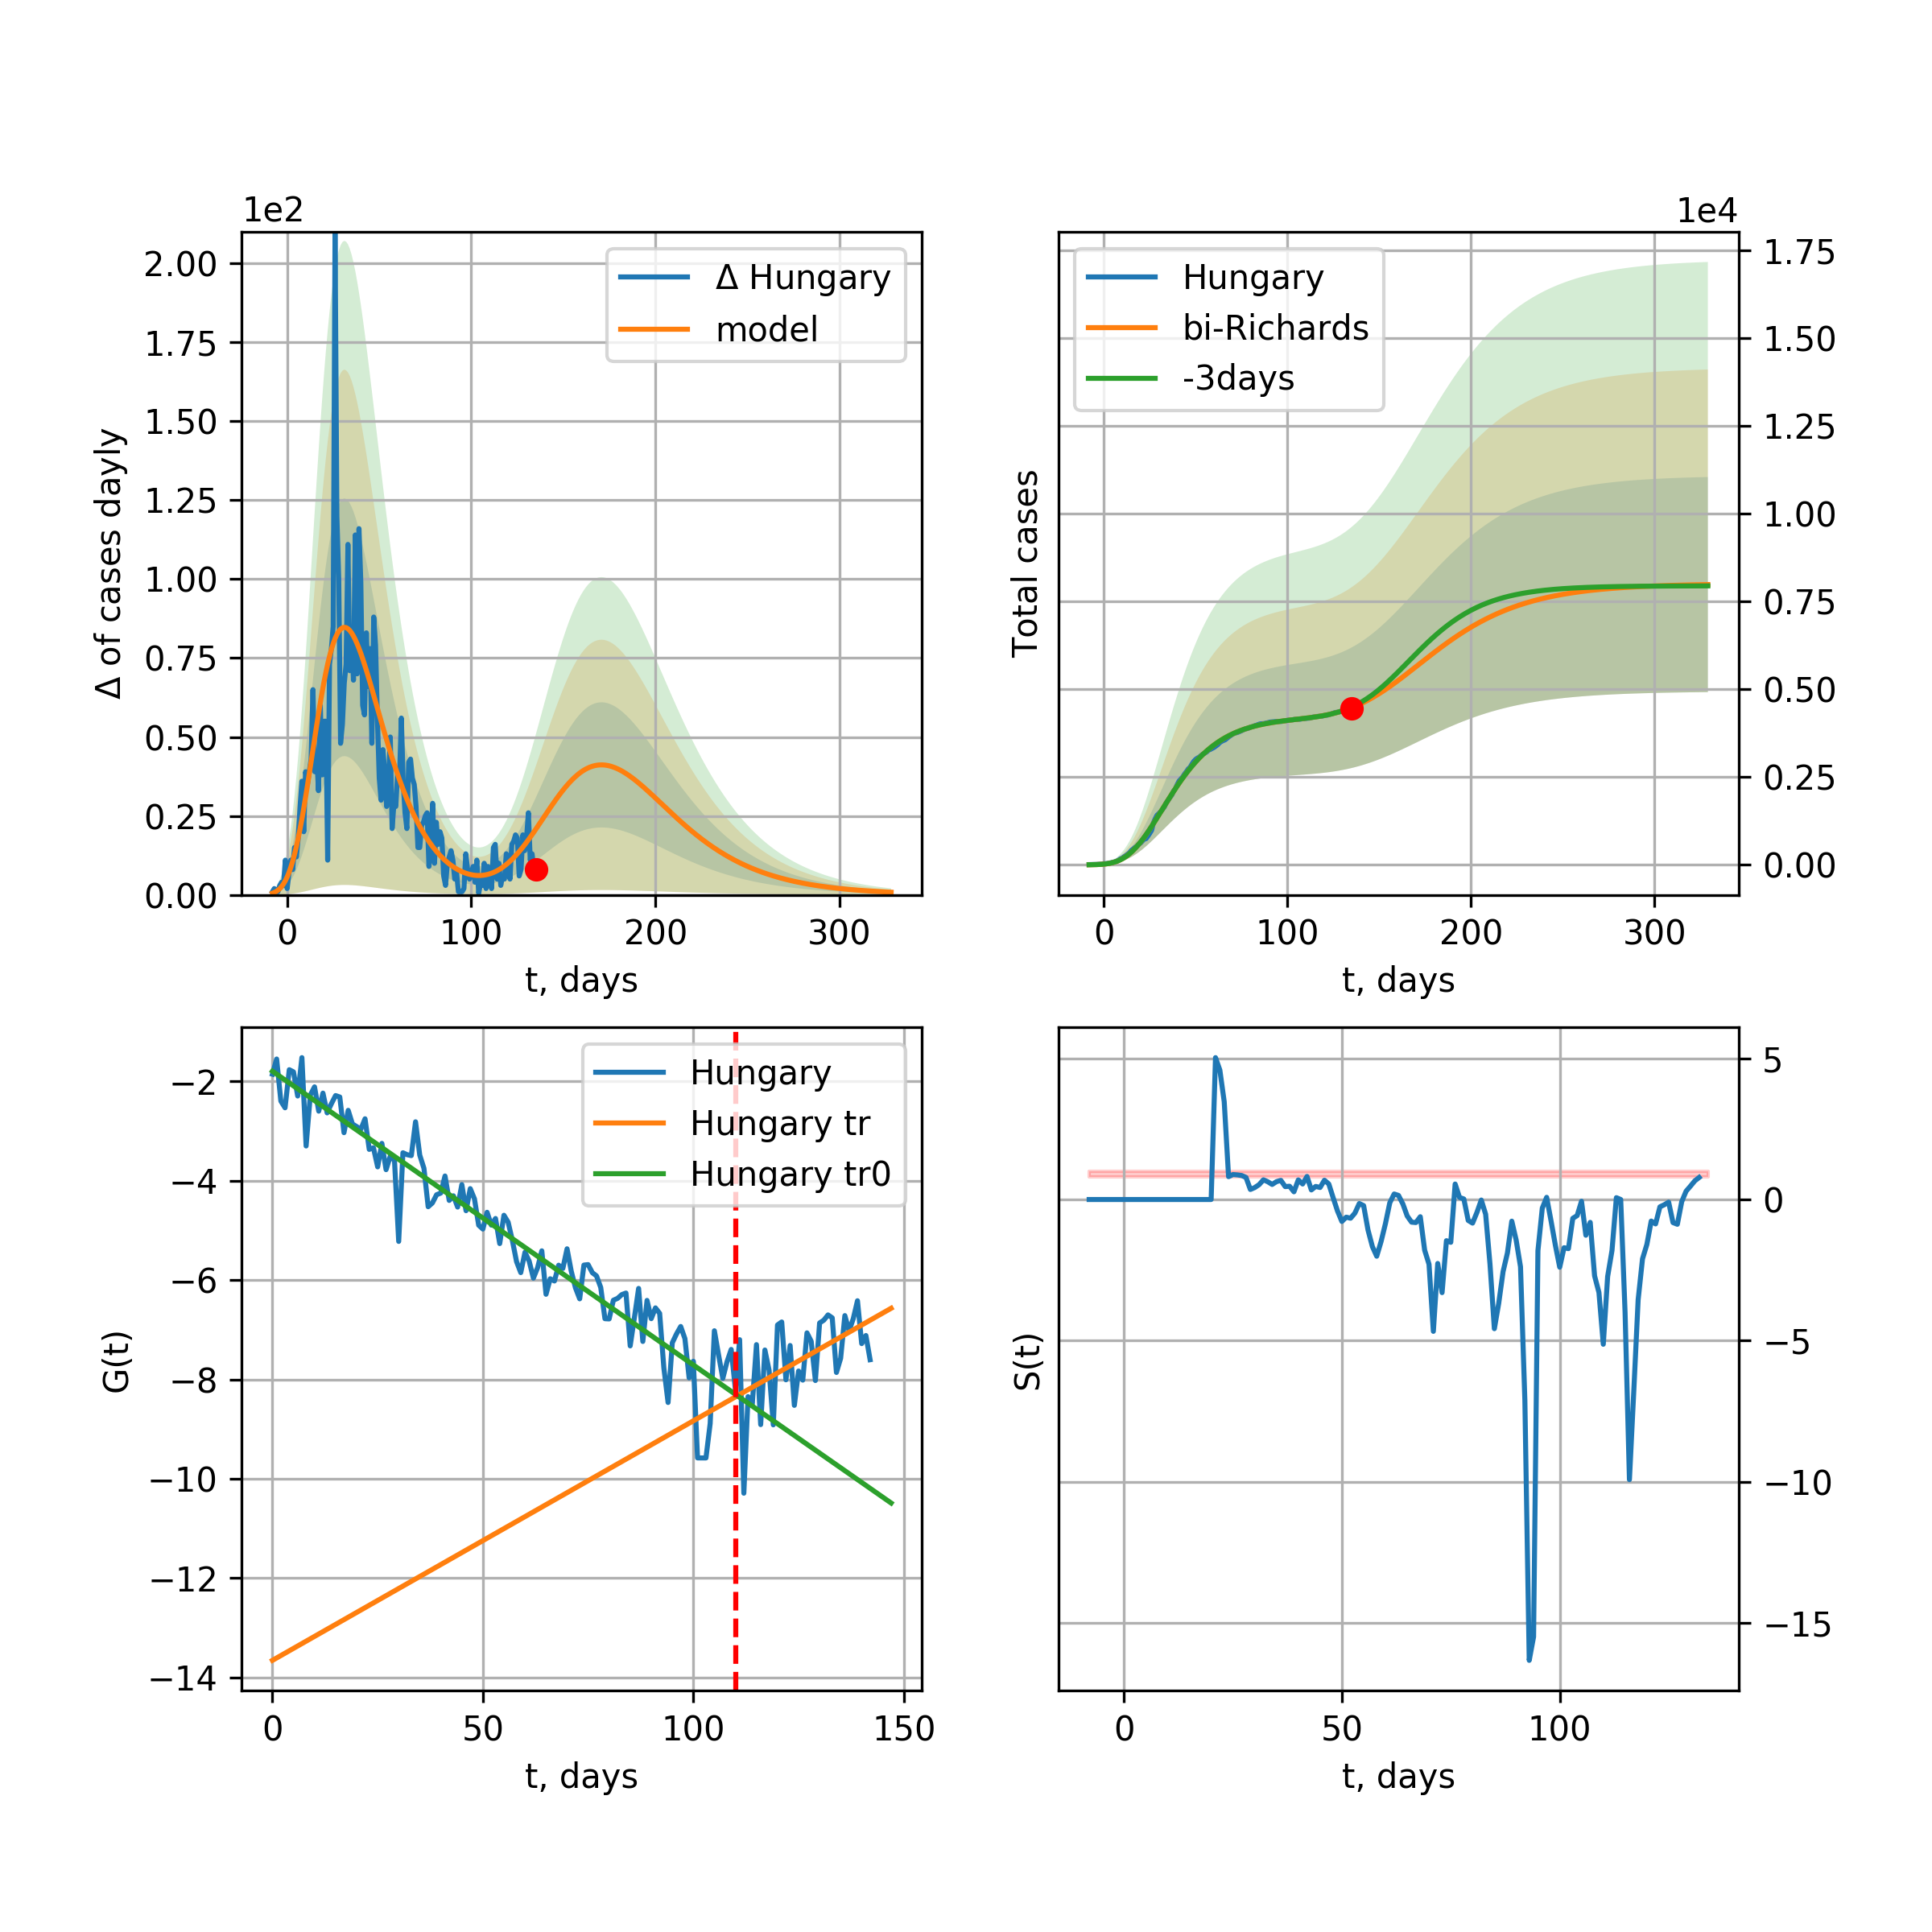 1e2
2.00
1.75
1.50
1.25
1.00
0.75
0.50
0.25
0.00
Δ of cases dayly
0 100 200 300
t, days
Δ Hungary
model
1e4
1.75
1.50
1.25
1.00
0.75
0.50
0.25
0.00
Total cases
0 100 200 300
t, days
Hungary
bi-Richards
-3days
−2
−4
−6
−8
−10
−12
−14
G(t)
0 50 100 150
t, days
Hungary
Hungary tr
Hungary tr0
5
0
−5
−10
−15
S(t)
0 50 100
t, days